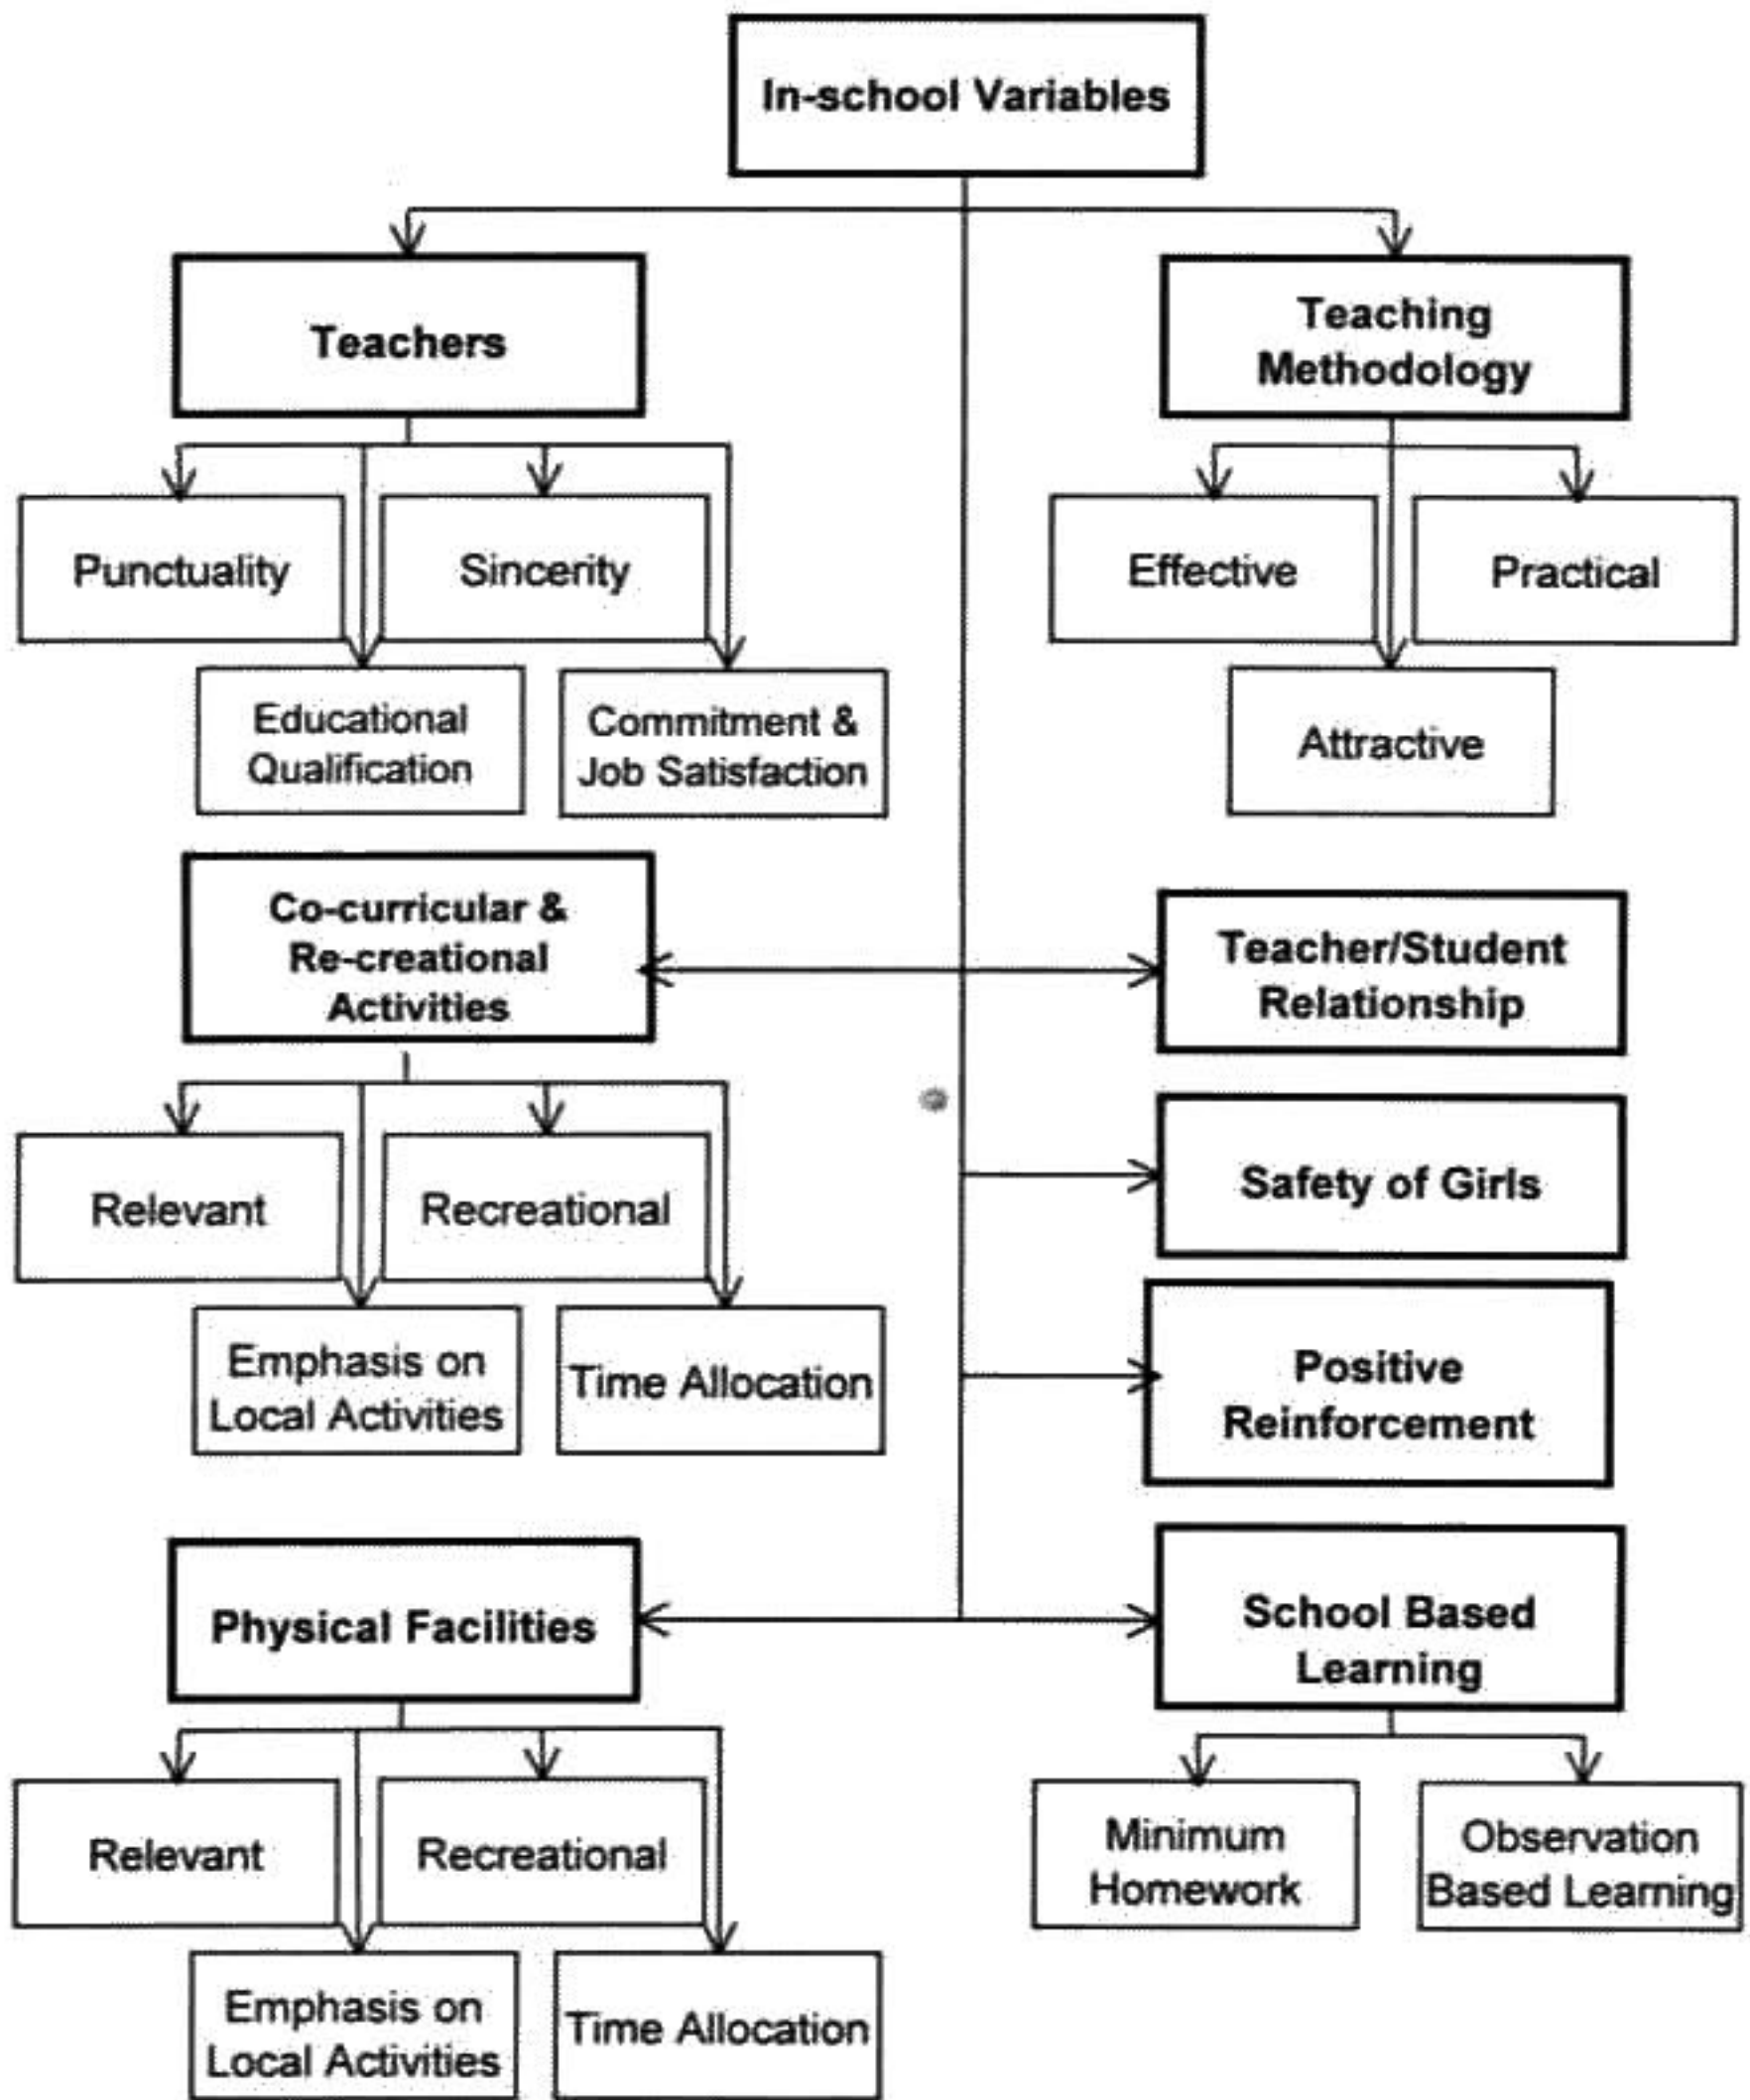 In-school Variables
Teachers
Teaching
Methodology
Punctuality
Sincerity
Effective
Practical
Educational
Qualification
Commitment &
Job Satisfaction
Attractive
Co-curricular &
Re-creational
Activities
Teacher/Student
Relationship
Relevant
Recreational
Safety of Girls
Emphasis on
Local Activities
Time Allocation
Positive
Reinforcement
Physical Facilities
School Based
Learning
Relevant
Recreational
Minimum
Homework
Observation
Based Learning
Emphasis on
Local Activities
Time Allocation